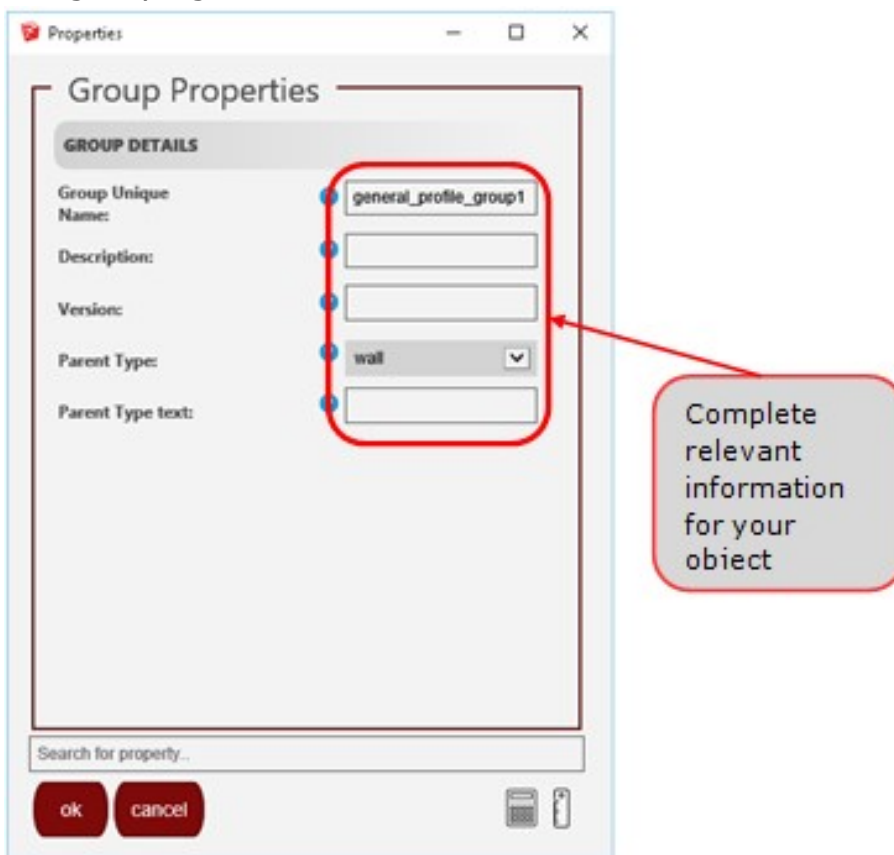 Properties
Group Properties
GROUP DETAILS
Group Unique
Name:
general_profile_group1
Description:
Version:
Parent Type:
wall
Parent Type text:
Complete
relevant
information
for your
object
Search for property...
ok
cancel